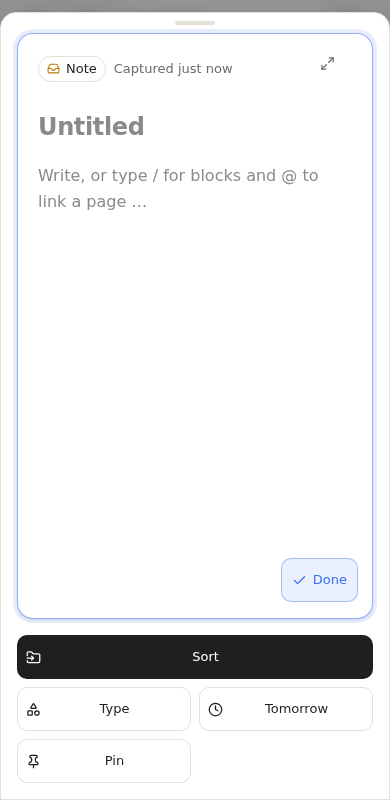 Note Captured just now
Untitled
Write, or type / for blocks and @ to
link a page ...
Done
Sort
Type
Tomorrow
Pin